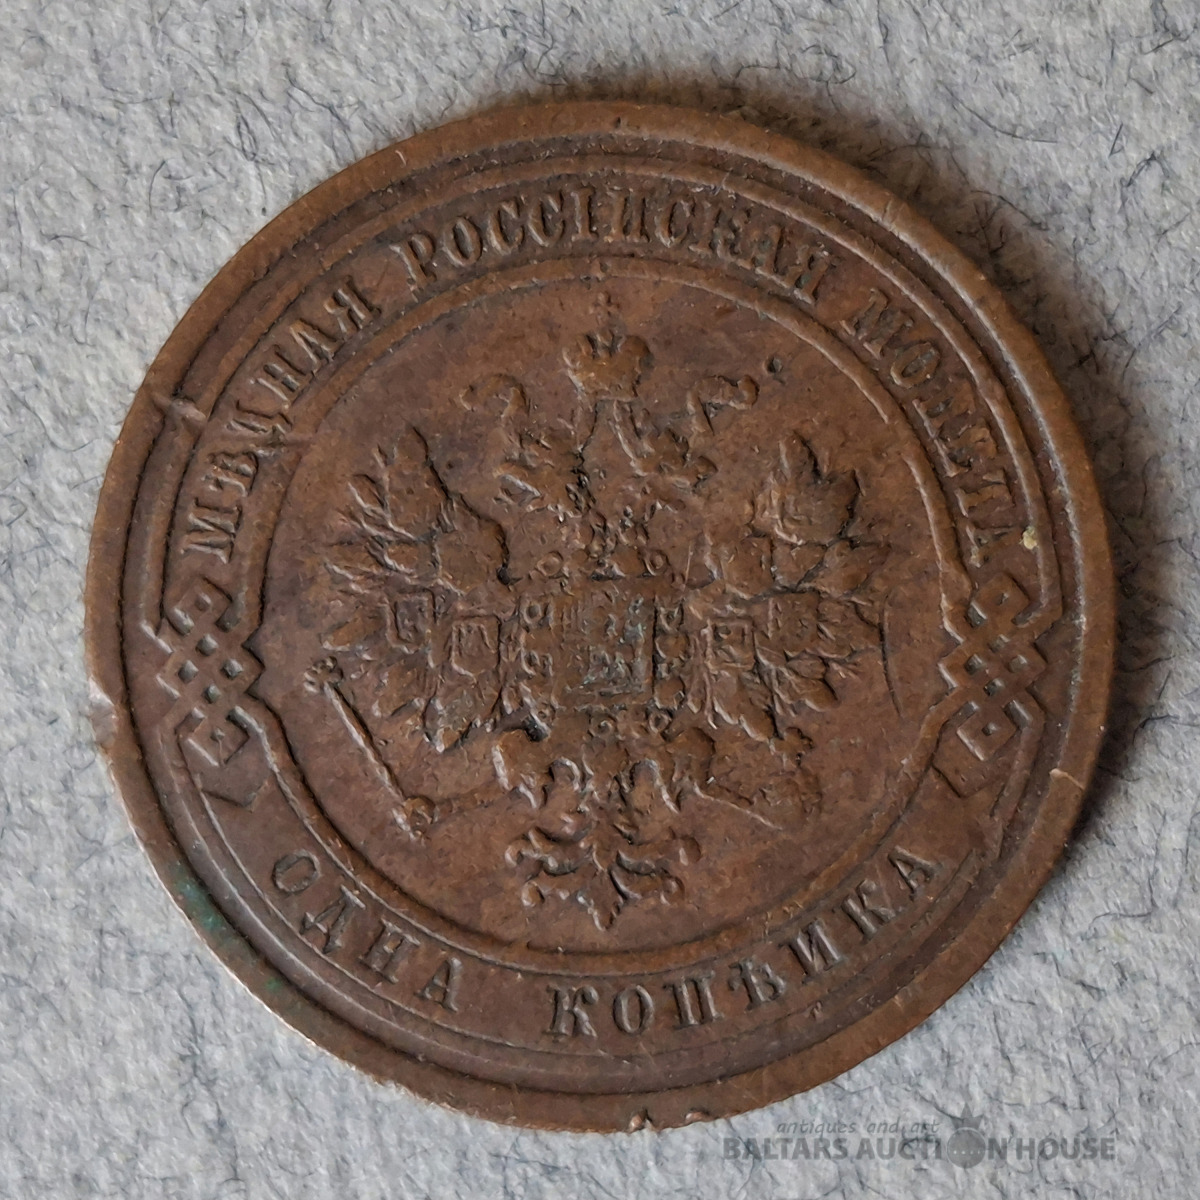 МѢДНАЯ РОССІЙСКАЯ МОНЕТА
ОДНА КОПѢЙКА
antiques and art
BALTARS AUCTION HOUSE